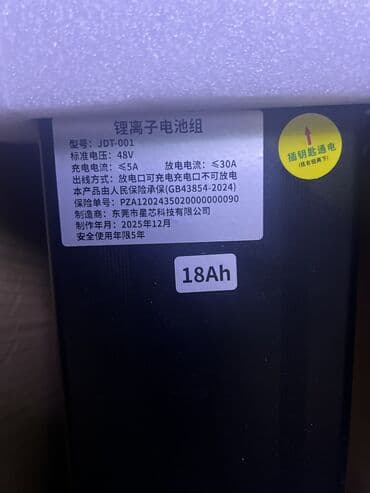 锂离子电池组
型号：JDT-001
标准电压：48V
充电电流：≤5A 放电电流：≤30A
出线方式：放电口可充电充电口不可放电
本产品由人民保险承保(GB43854-2024)
保险单号：PZA1202435020000000090
制造商：东莞市星芯科技有限公司
制作年月：2025年12月
安全使用年限5年
插钥匙通电
18Ah